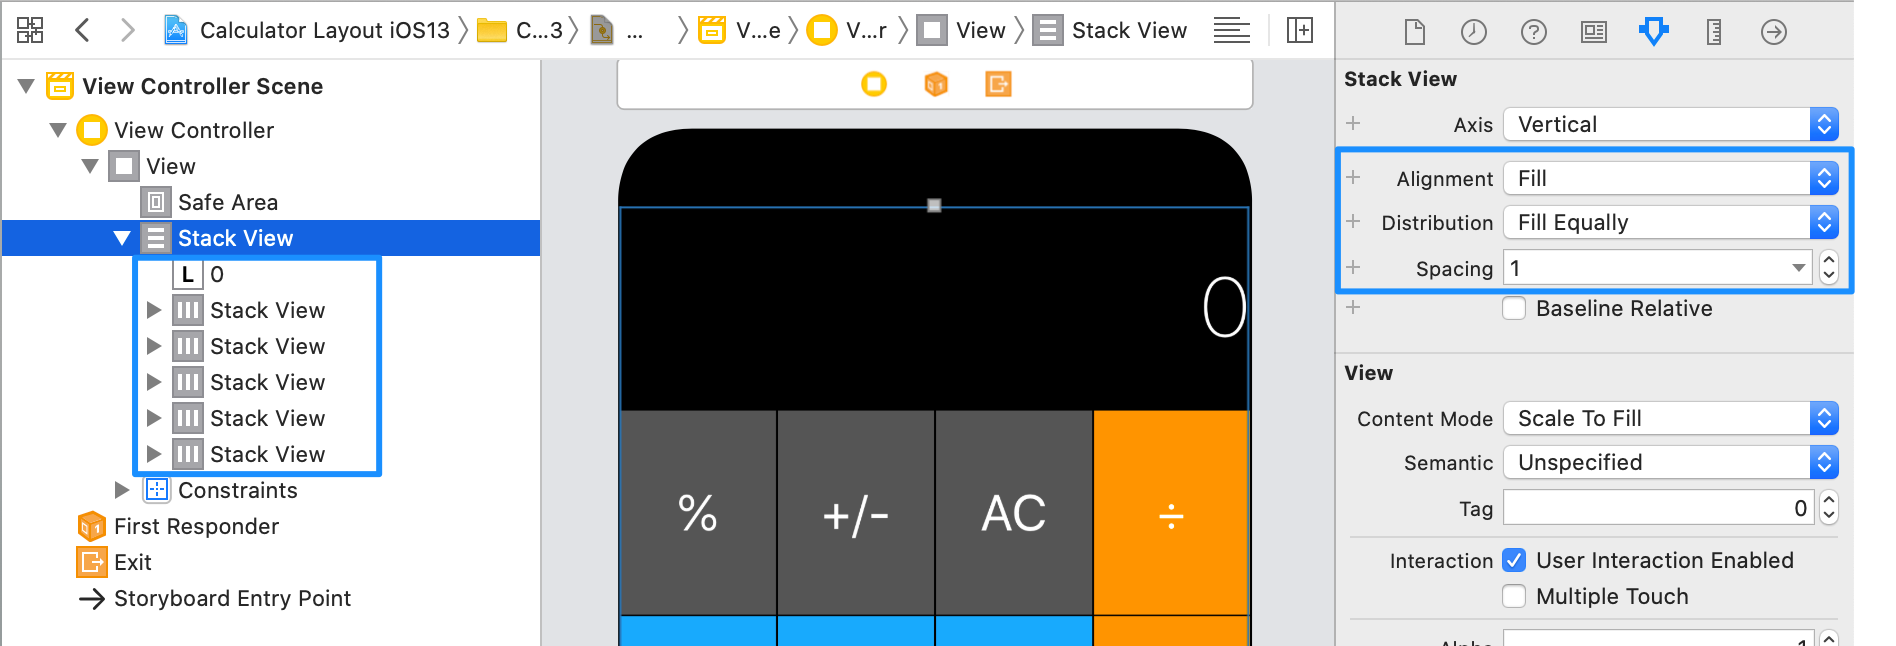 Calculator Layout iOS13 C...3 ... V...e V...r View Stack View
View Controller Scene
View Controller
View
Safe Area
Stack View
L 0
Stack View
Stack View
Stack View
Stack View
Stack View
Constraints
First Responder
Exit
Storyboard Entry Point
0
% +/- AC ÷
Stack View
Axis Vertical
Alignment Fill
Distribution Fill Equally
Spacing 1
Baseline Relative
View
Content Mode Scale To Fill
Semantic Unspecified
Tag 0
Interaction User Interaction Enabled
Multiple Touch
Alpha 1